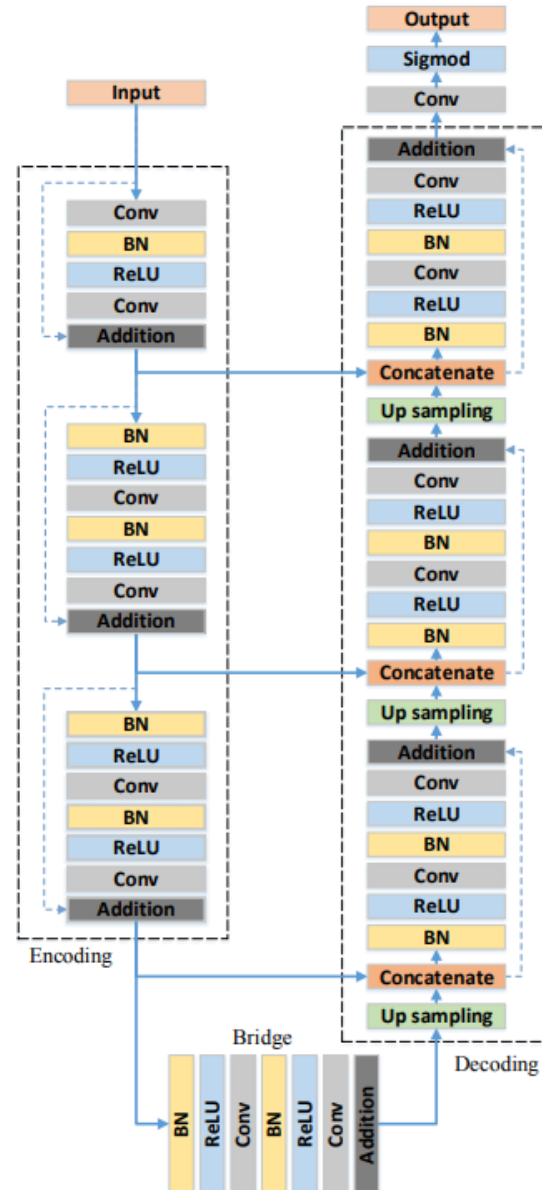 Input
Conv
BN
ReLU
Conv
Addition
BN
ReLU
Conv
BN
ReLU
Conv
Addition
BN
ReLU
Conv
BN
ReLU
Conv
Addition
Encoding
Bridge
BN
ReLU
Conv
BN
ReLU
Conv
Addition
Output
Sigmod
Conv
Addition
Conv
ReLU
BN
Conv
ReLU
BN
Concatenate
Up sampling
Addition
Conv
ReLU
BN
Conv
ReLU
BN
Concatenate
Up sampling
Addition
Conv
ReLU
BN
Conv
ReLU
BN
Concatenate
Up sampling
Decoding